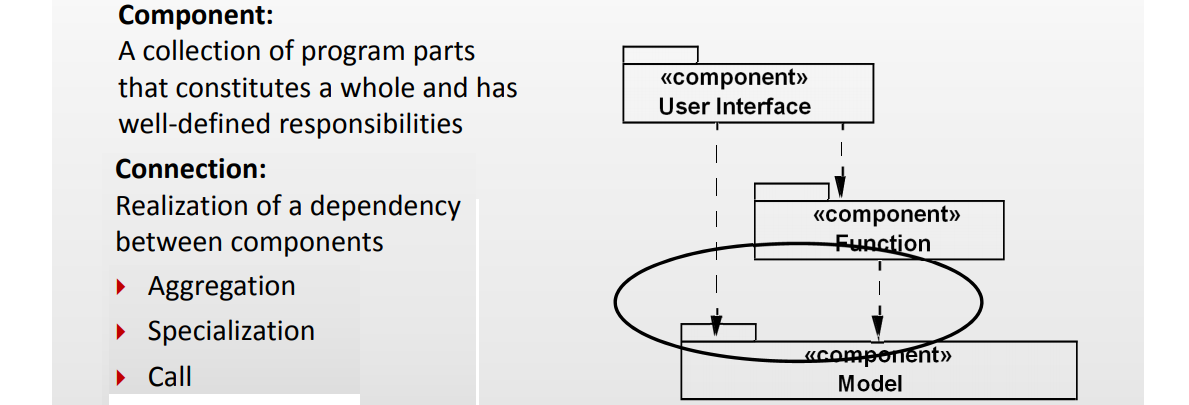 Component:
A collection of program parts
that constitutes a whole and has
well-defined responsibilities
Connection:
Realization of a dependency
between components
Aggregation
Specialization
Call
«component»
User Interface
«component»
Function
«component»
Model